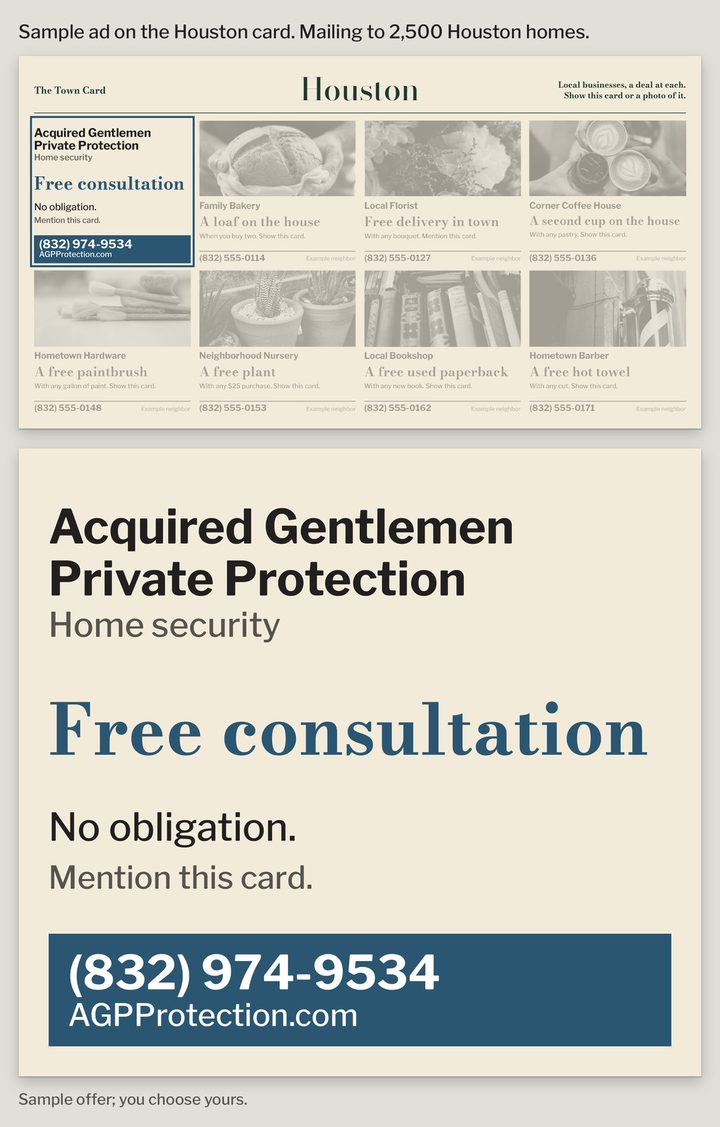 Sample ad on the Houston card. Mailing to 2,500 Houston homes.
The Town Card
Houston
Local businesses, a deal at each.
Show this card or a photo of it.
Acquired Gentlemen
Private Protection
Home security
Free consultation
No obligation.
Mention this card.
(832) 974-9534
AGPProtection.com
Family Bakery
A loaf on the house
When you buy two. Show this card.
(832) 555-0114
Example neighbor
Local Florist
Free delivery in town
With any bouquet. Mention this card.
(832) 555-0127
Example neighbor
Corner Coffee House
A second cup on the house
With any pastry. Show this card.
(832) 555-0136
Example neighbor
Hometown Hardware
A free paintbrush
With any gallon of paint. Show this card.
(832) 555-0148
Example neighbor
Neighborhood Nursery
A free plant
With any $25 purchase. Show this card.
(832) 555-0153
Example neighbor
Local Bookshop
A free used paperback
With any new book. Show this card.
(832) 555-0162
Example neighbor
Hometown Barber
A free hot towel
With any cut. Show this card.
(832) 555-0171
Example neighbor
Acquired Gentlemen
Private Protection
Home security
Free consultation
No obligation.
Mention this card.
(832) 974-9534
AGPProtection.com
Sample offer; you choose yours.